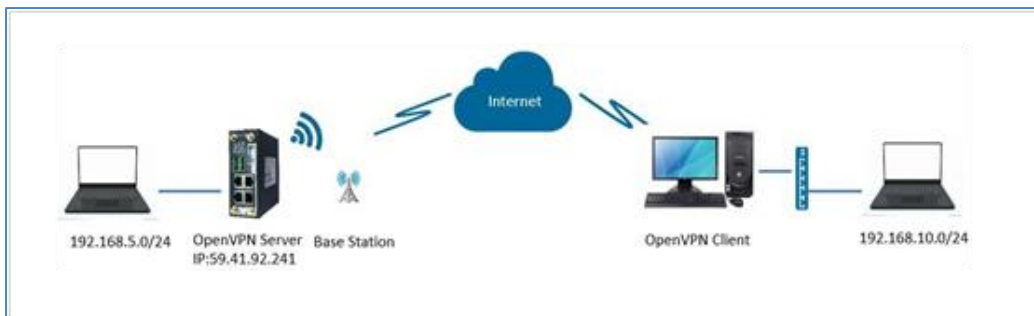 Internet
192.168.5.0/24
OpenVPN Server
IP:59.41.92.241
Base Station
OpenVPN Client
192.168.10.0/24